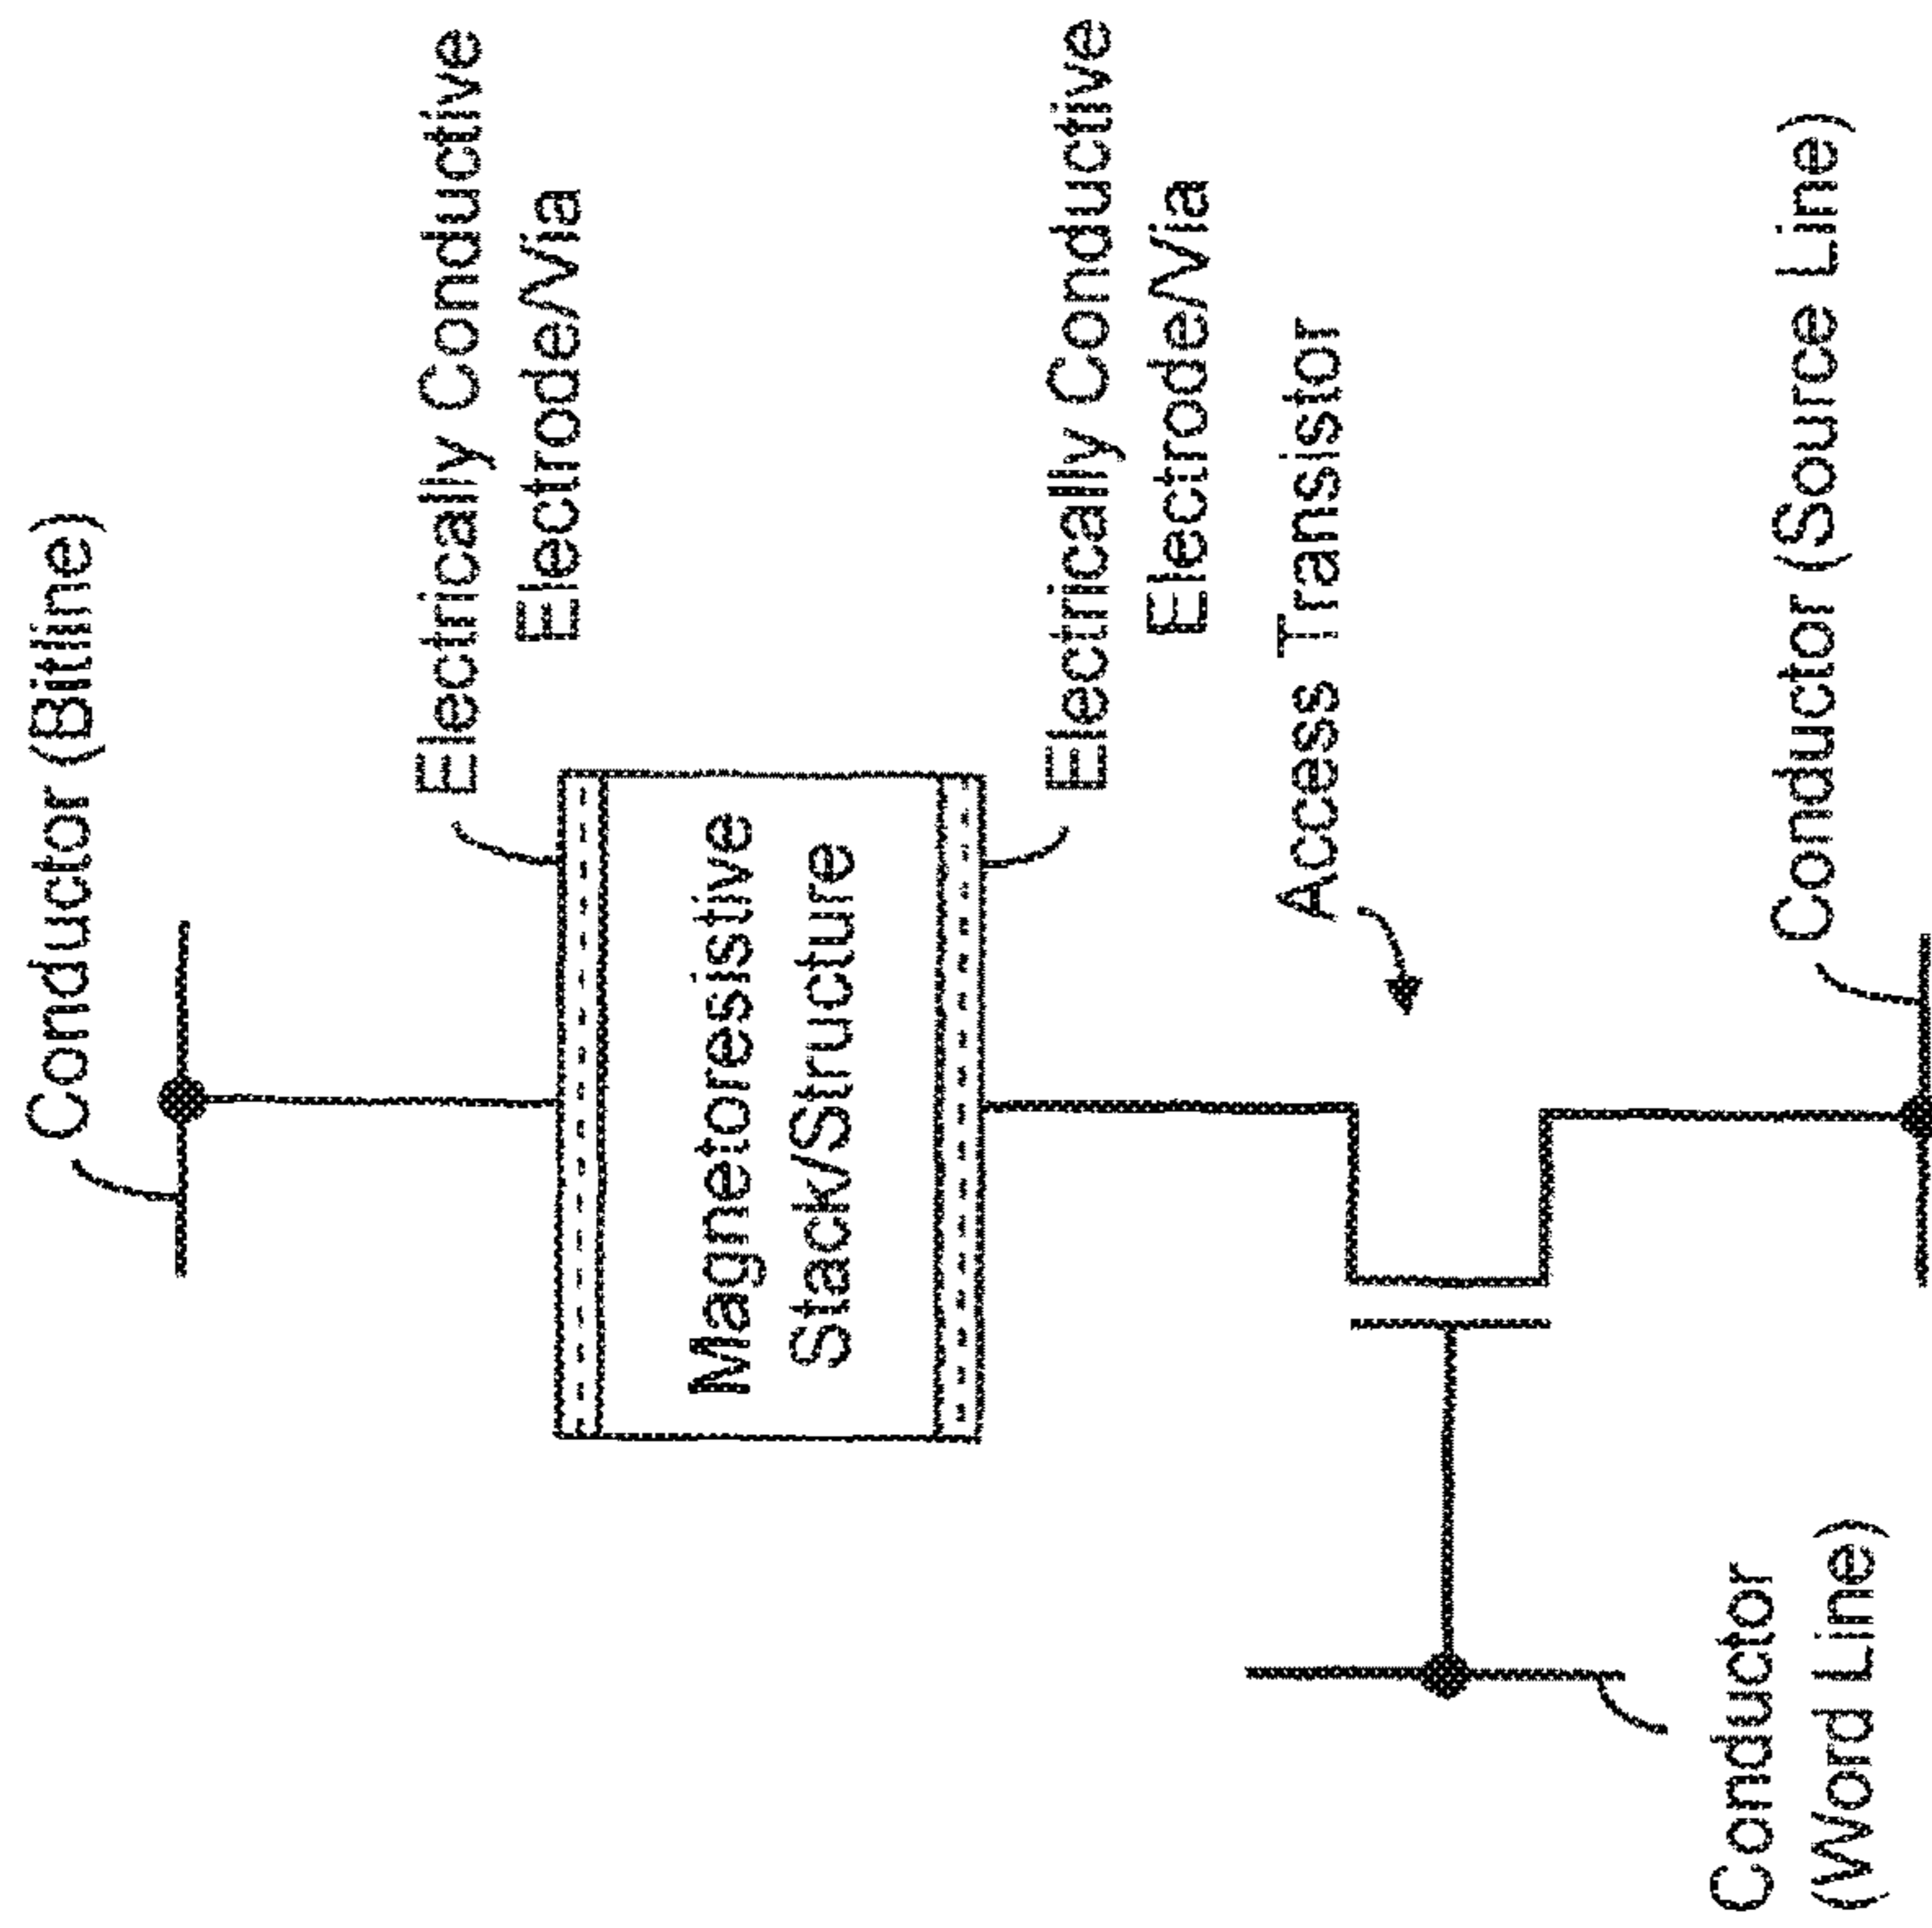 Conductor (Bitline)
Electrically Conductive
Electrode/Via
Magnetoresistive
Stack/Structure
Electrically Conductive
Electrode/Via
Access Transistor
Conductor
(Word Line)
Conductor (Source Line)